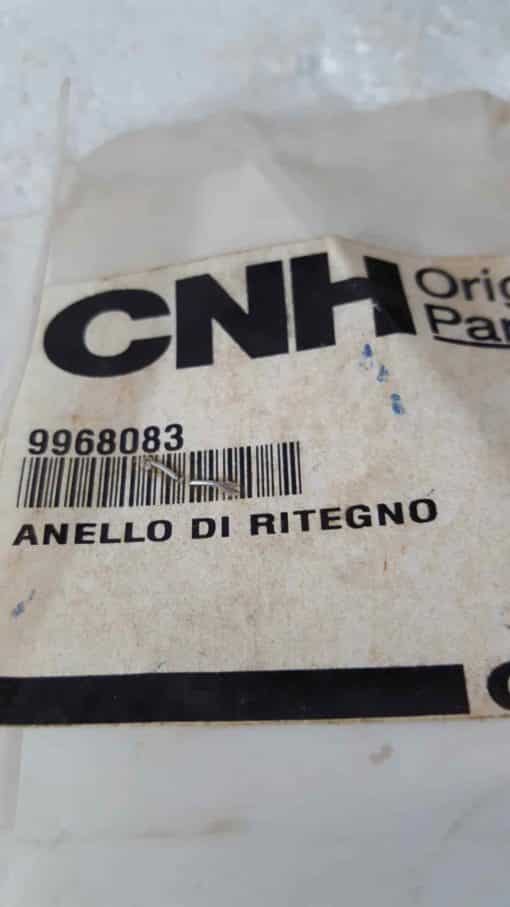 CNH
9968083
ANELLO DI RITEGNO